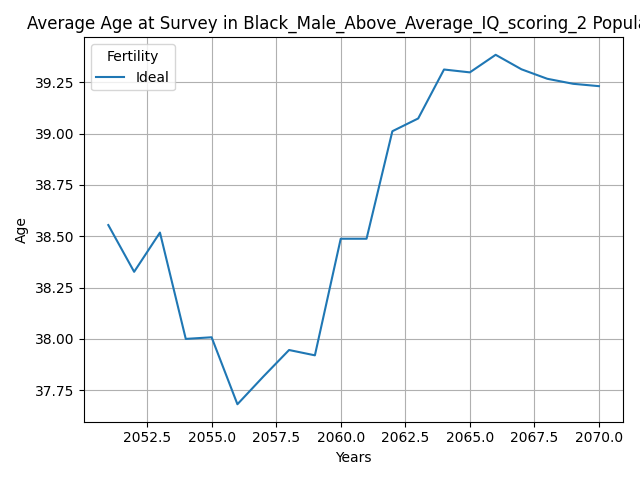 Average Age at Survey in Black_Male_Above_Average_IQ_scoring_2 Popula
Fertility
Ideal
39.25
39.00
38.75
38.50
38.25
38.00
37.75
Age
2052.5 2055.0 2057.5 2060.0 2062.5 2065.0 2067.5 2070.0
Years